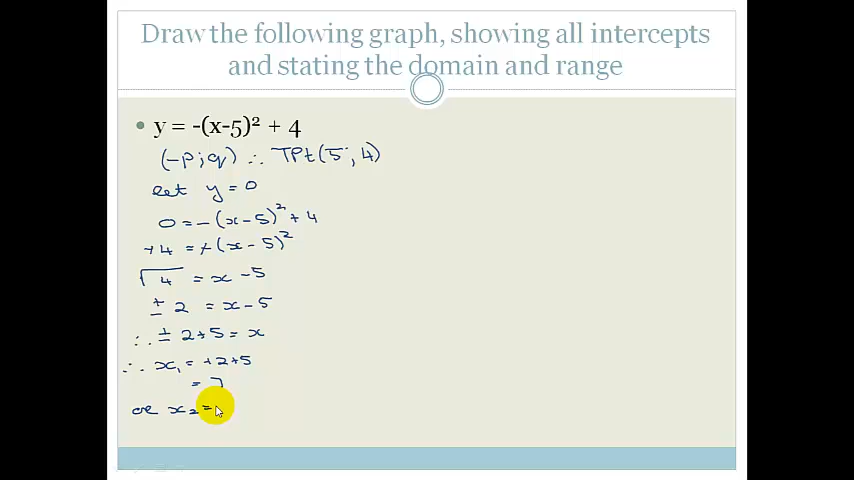 Draw the following graph, showing all intercepts
and stating the domain and range
• y = -(x-5)² + 4
(-p;q) ∴ TPt(5;4)
let y = 0
0 = -(x-5)² + 4
+4 = +(x-5)²
√4 = x-5
± 2 = x-5
∴ ± 2+5 = x
∴ x₁ = +2+5
= 7
or x₂ =